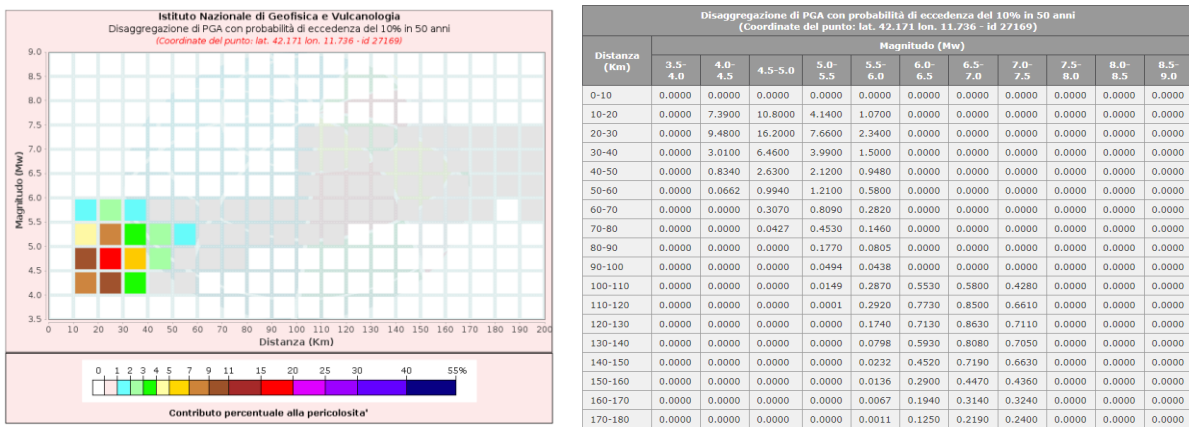 Istituto Nazionale di Geofisica e Vulcanologia
Disaggregazione di PGA con probabilità di eccedenza del 10% in 50 anni
(Coordinate del punto: lat. 42.171 lon. 11.736 - id 27169)
Magnitudo (Mw)
9.0
8.5
8.0
7.5
7.0
6.5
6.0
5.5
5.0
4.5
4.0
3.5
0 10 20 30 40 50 60 70 80 90 100 110 120 130 140 150 160 170 180 190 200
Distanza (Km)
0 1 2 3 4 5 7 9 11 15 20 25 30 40 55%
Contributo percentuale alla pericolosita'
Disaggregazione di PGA con probabilità di eccedenza del 10% in 50 anni
(Coordinate del punto: lat. 42.171 lon. 11.736 - id 27169)
Distanza (Km) Magnitudo (Mw)
3.5-4.0 4.0-4.5 4.5-5.0 5.0-5.5 5.5-6.0 6.0-6.5 6.5-7.0 7.0-7.5 7.5-8.0 8.0-8.5 8.5-9.0
0-10 0.0000 0.0000 0.0000 0.0000 0.0000 0.0000 0.0000 0.0000 0.0000 0.0000 0.0000
10-20 0.0000 7.3900 10.8000 4.1400 1.0700 0.0000 0.0000 0.0000 0.0000 0.0000 0.0000
20-30 0.0000 9.4800 16.2000 7.6600 2.3400 0.0000 0.0000 0.0000 0.0000 0.0000 0.0000
30-40 0.0000 3.0100 6.4600 3.9900 1.5000 0.0000 0.0000 0.0000 0.0000 0.0000 0.0000
40-50 0.0000 0.8340 2.6300 2.1200 0.9480 0.0000 0.0000 0.0000 0.0000 0.0000 0.0000
50-60 0.0000 0.0662 0.9940 1.2100 0.5800 0.0000 0.0000 0.0000 0.0000 0.0000 0.0000
60-70 0.0000 0.0000 0.3070 0.8090 0.2820 0.0000 0.0000 0.0000 0.0000 0.0000 0.0000
70-80 0.0000 0.0000 0.0427 0.4530 0.1460 0.0000 0.0000 0.0000 0.0000 0.0000 0.0000
80-90 0.0000 0.0000 0.0000 0.1770 0.0805 0.0000 0.0000 0.0000 0.0000 0.0000 0.0000
90-100 0.0000 0.0000 0.0000 0.0494 0.0438 0.0000 0.0000 0.0000 0.0000 0.0000 0.0000
100-110 0.0000 0.0000 0.0000 0.0149 0.2870 0.5530 0.5800 0.4280 0.0000 0.0000 0.0000
110-120 0.0000 0.0000 0.0000 0.0001 0.2920 0.7730 0.8500 0.6610 0.0000 0.0000 0.0000
120-130 0.0000 0.0000 0.0000 0.0000 0.1740 0.7130 0.8630 0.7110 0.0000 0.0000 0.0000
130-140 0.0000 0.0000 0.0000 0.0000 0.0798 0.5930 0.8080 0.7050 0.0000 0.0000 0.0000
140-150 0.0000 0.0000 0.0000 0.0000 0.0232 0.4520 0.7190 0.6630 0.0000 0.0000 0.0000
150-160 0.0000 0.0000 0.0000 0.0000 0.0136 0.2900 0.4470 0.4360 0.0000 0.0000 0.0000
160-170 0.0000 0.0000 0.0000 0.0000 0.0067 0.1940 0.3140 0.3240 0.0000 0.0000 0.0000
170-180 0.0000 0.0000 0.0000 0.0000 0.0011 0.1250 0.2190 0.2400 0.0000 0.0000 0.0000